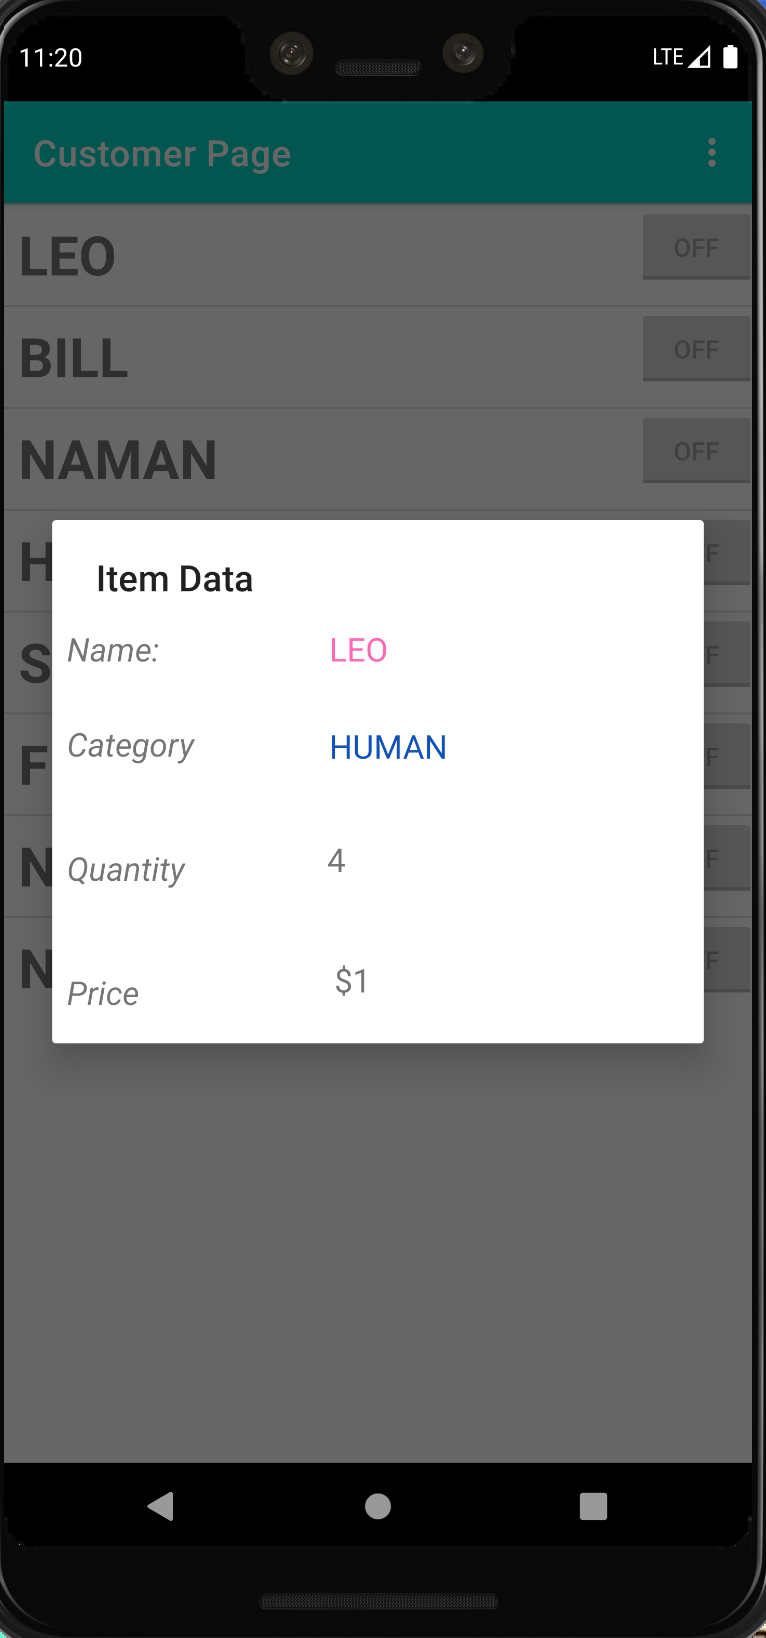 11:20 LTE
Customer Page
LEO OFF
BILL OFF
NAMAN OFF
Item Data
Name: LEO
Category HUMAN
Quantity 4
Price $1